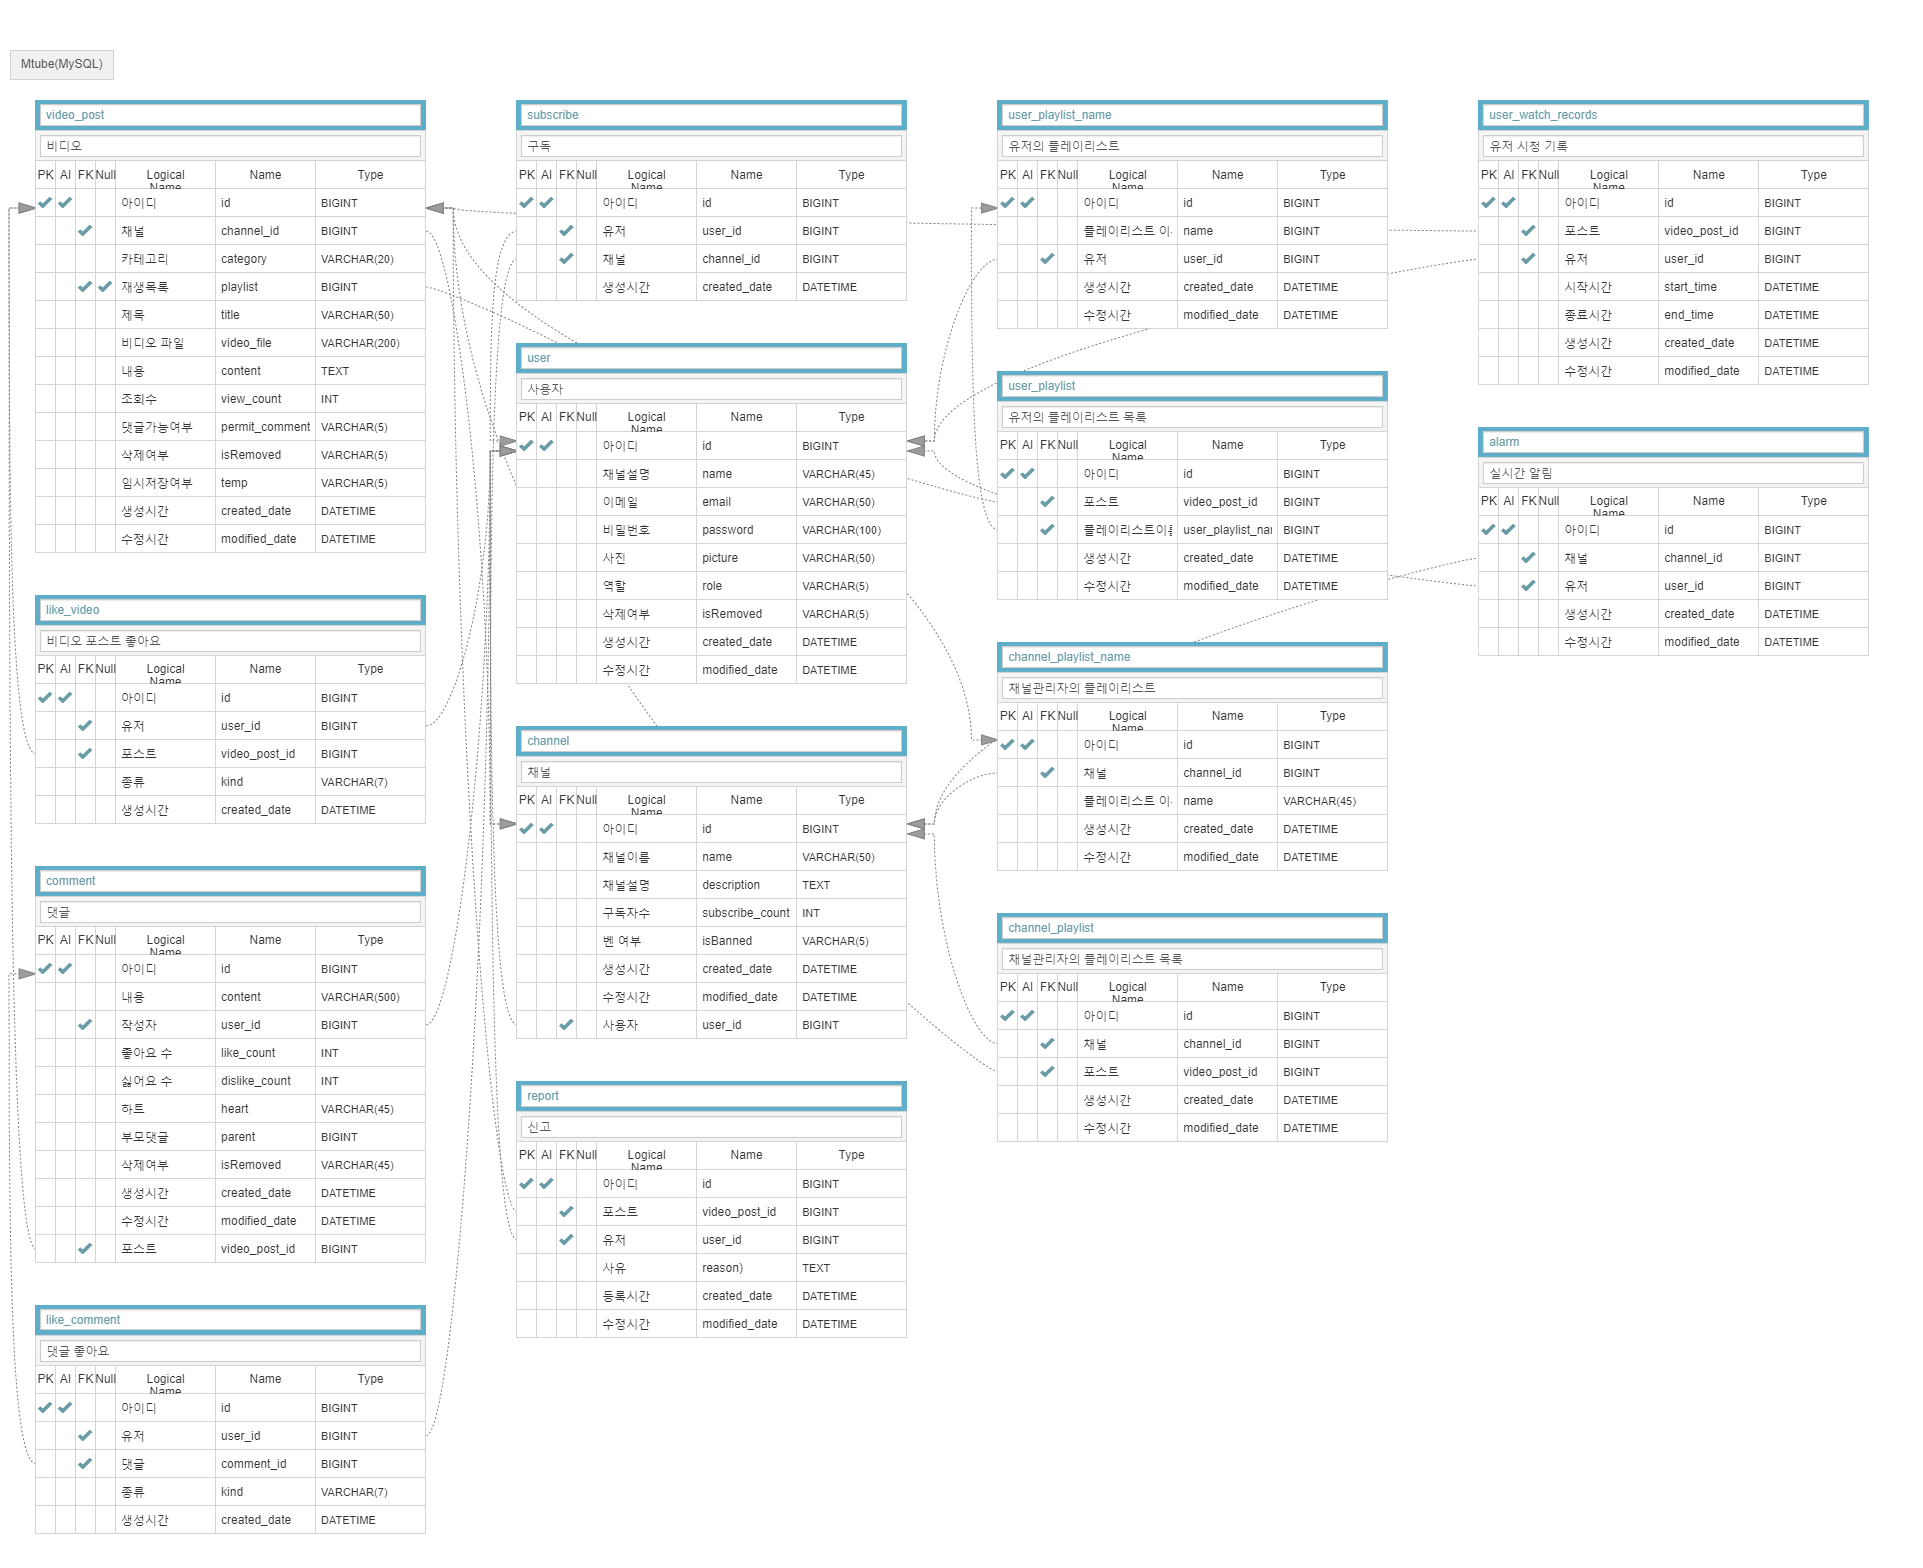 Mtube(MySQL)
video_post
비디오
PK AI FK Null Logical Name Name Type
아이디 id BIGINT
채널 channel_id BIGINT
카테고리 category VARCHAR(20)
재생목록 playlist BIGINT
제목 title VARCHAR(50)
비디오 파일 video_file VARCHAR(200)
내용 content TEXT
조회수 view_count INT
댓글가능여부 permit_comment VARCHAR(5)
삭제여부 isRemoved VARCHAR(5)
임시저장여부 temp VARCHAR(5)
생성시간 created_date DATETIME
수정시간 modified_date DATETIME
like_video
비디오 포스트 좋아요
PK AI FK Null Logical Name Name Type
아이디 id BIGINT
유저 user_id BIGINT
포스트 video_post_id BIGINT
종류 kind VARCHAR(7)
생성시간 created_date DATETIME
comment
댓글
PK AI FK Null Logical Name Name Type
아이디 id BIGINT
내용 content VARCHAR(500)
작성자 user_id BIGINT
좋아요 수 like_count INT
싫어요 수 dislike_count INT
하트 heart VARCHAR(45)
부모댓글 parent BIGINT
삭제여부 isRemoved VARCHAR(45)
생성시간 created_date DATETIME
수정시간 modified_date DATETIME
포스트 video_post_id BIGINT
like_comment
댓글 좋아요
PK AI FK Null Logical Name Name Type
아이디 id BIGINT
유저 user_id BIGINT
댓글 comment_id BIGINT
종류 kind VARCHAR(7)
생성시간 created_date DATETIME
subscribe
구독
PK AI FK Null Logical Name Name Type
아이디 id BIGINT
유저 user_id BIGINT
채널 channel_id BIGINT
생성시간 created_date DATETIME
user
사용자
PK AI FK Null Logical Name Name Type
아이디 id BIGINT
채널설명 name VARCHAR(45)
이메일 email VARCHAR(50)
비밀번호 password VARCHAR(100)
사진 picture VARCHAR(50)
역할 role VARCHAR(5)
삭제여부 isRemoved VARCHAR(5)
생성시간 created_date DATETIME
수정시간 modified_date DATETIME
channel
채널
PK AI FK Null Logical Name Name Type
아이디 id BIGINT
채널이름 name VARCHAR(50)
채널설명 description TEXT
구독자수 subscribe_count INT
벤 여부 isBanned VARCHAR(5)
생성시간 created_date DATETIME
수정시간 modified_date DATETIME
사용자 user_id BIGINT
report
신고
PK AI FK Null Logical Name Name Type
아이디 id BIGINT
포스트 video_post_id BIGINT
유저 user_id BIGINT
사유 reason) TEXT
등록시간 created_date DATETIME
수정시간 modified_date DATETIME
user_playlist_name
유저의 플레이리스트
PK AI FK Null Logical Name Name Type
아이디 id BIGINT
플레이리스트 이 name BIGINT
유저 user_id BIGINT
생성시간 created_date DATETIME
수정시간 modified_date DATETIME
user_playlist
유저의 플레이리스트 목록
PK AI FK Null Logical Name Name Type
아이디 id BIGINT
포스트 video_post_id BIGINT
플레이리스트이름 user_playlist_nar BIGINT
생성시간 created_date DATETIME
수정시간 modified_date DATETIME
channel_playlist_name
채널관리자의 플레이리스트
PK AI FK Null Logical Name Name Type
아이디 id BIGINT
채널 channel_id BIGINT
플레이리스트 이 name VARCHAR(45)
생성시간 created_date DATETIME
수정시간 modified_date DATETIME
channel_playlist
채널관리자의 플레이리스트 목록
PK AI FK Null Logical Name Name Type
아이디 id BIGINT
채널 channel_id BIGINT
포스트 video_post_id BIGINT
생성시간 created_date DATETIME
수정시간 modified_date DATETIME
user_watch_records
유저 시청 기록
PK AI FK Null Logical Name Name Type
아이디 id BIGINT
포스트 video_post_id BIGINT
유저 user_id BIGINT
시작시간 start_time DATETIME
종료시간 end_time DATETIME
생성시간 created_date DATETIME
수정시간 modified_date DATETIME
alarm
실시간 알림
PK AI FK Null Logical Name Name Type
아이디 id BIGINT
채널 channel_id BIGINT
유저 user_id BIGINT
생성시간 created_date DATETIME
수정시간 modified_date DATETIME